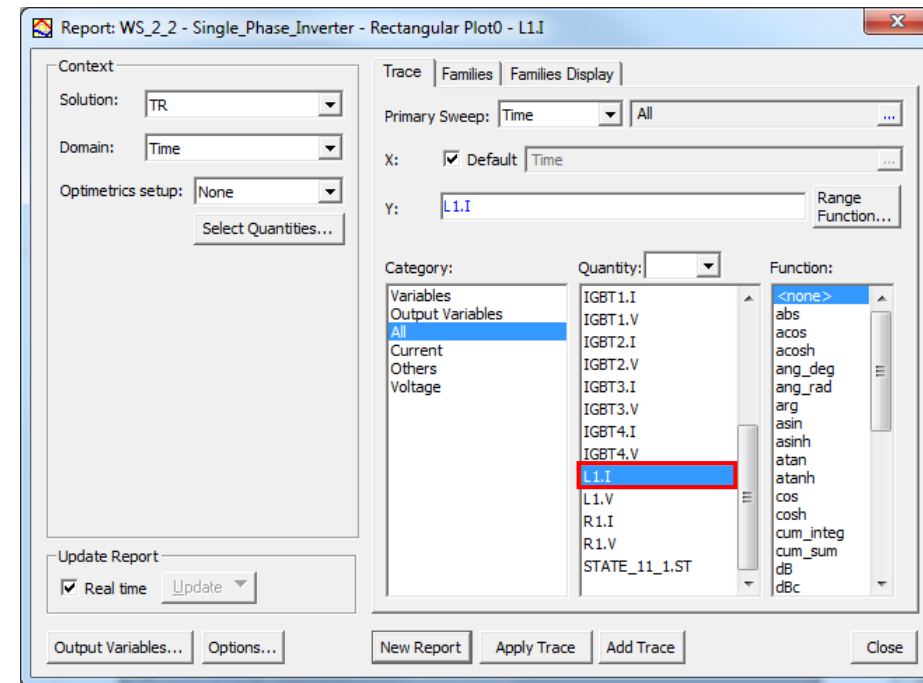 Report: WS_2_2 - Single_Phase_Inverter - Rectangular Plot0 - L1.I
X
Context
Solution: TR
Domain: Time
Optimetrics setup: None
Select Quantities...
Update Report
Real time Update
Output Variables... Options...
Trace Families Families Display
Primary Sweep: Time All ...
X: Default Time ...
Y: L1.I Range Function...
Category:
Variables
Output Variables
All
Current
Others
Voltage
Quantity:
IGBT1.I
IGBT1.V
IGBT2.I
IGBT2.V
IGBT3.I
IGBT3.V
IGBT4.I
IGBT4.V
L1.I
L1.V
R1.I
R1.V
STATE_11_1.ST
Function:
<none>
abs
acos
acosh
ang_deg
ang_rad
arg
asin
asinh
atan
atanh
cos
cosh
cum_integ
cum_sum
dB
dBc
New Report Apply Trace Add Trace Close